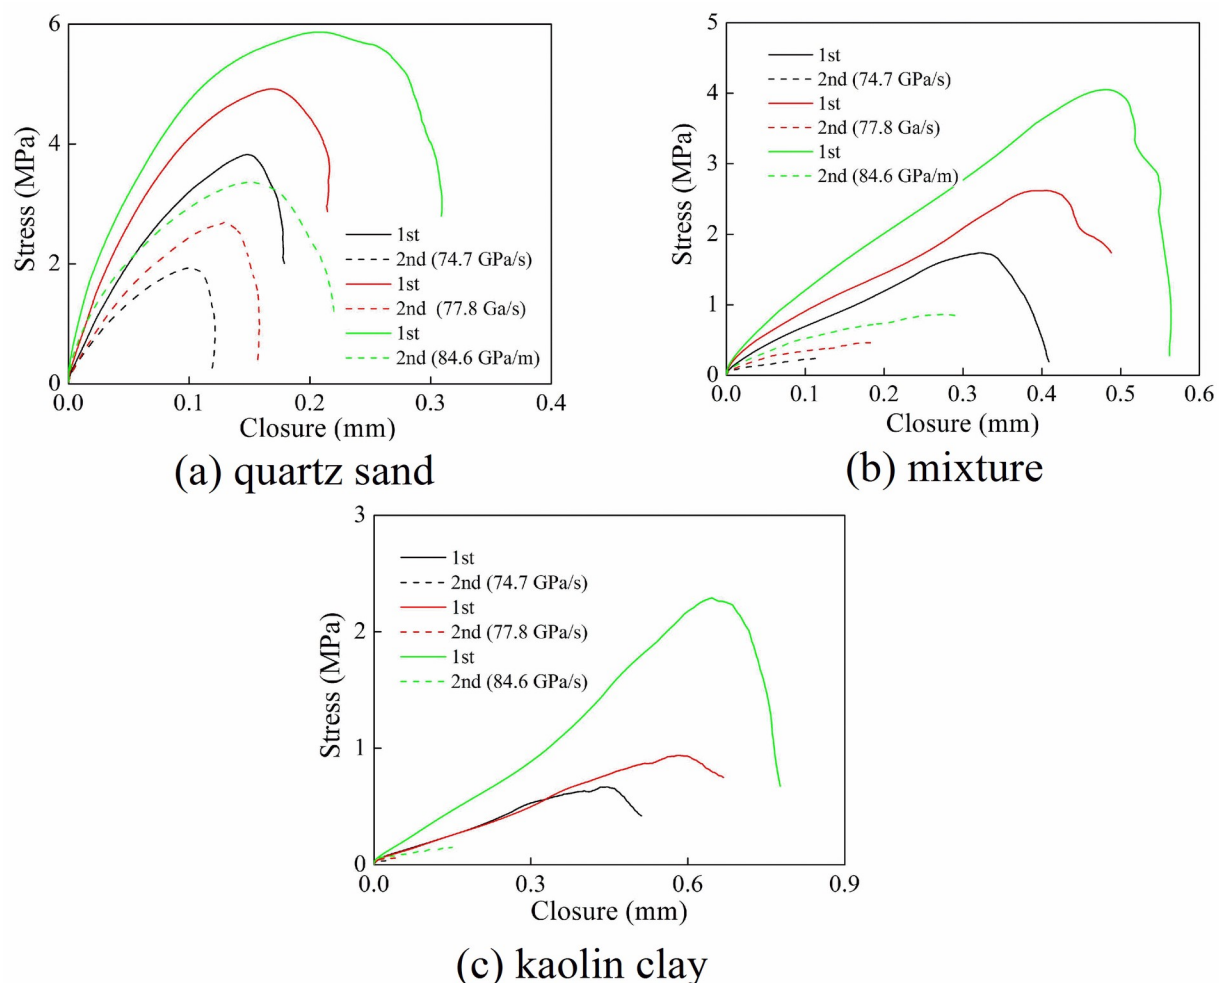 6
4
2
0
Stress (MPa)
1st
2nd (74.7 GPa/s)
1st
2nd (77.8 Ga/s)
1st
2nd (84.6 GPa/m)
0.0 0.1 0.2 0.3 0.4
Closure (mm)
(a) quartz sand
5
4
3
2
1
0
Stress (MPa)
1st
2nd (74.7 GPa/s)
1st
2nd (77.8 Ga/s)
1st
2nd (84.6 GPa/m)
0.0 0.1 0.2 0.3 0.4 0.5 0.6
Closure (mm)
(b) mixture
3
2
1
0
Stress (MPa)
1st
2nd (74.7 GPa/s)
1st
2nd (77.8 GPa/s)
1st
2nd (84.6 GPa/s)
0.0 0.3 0.6 0.9
Closure (mm)
(c) kaolin clay